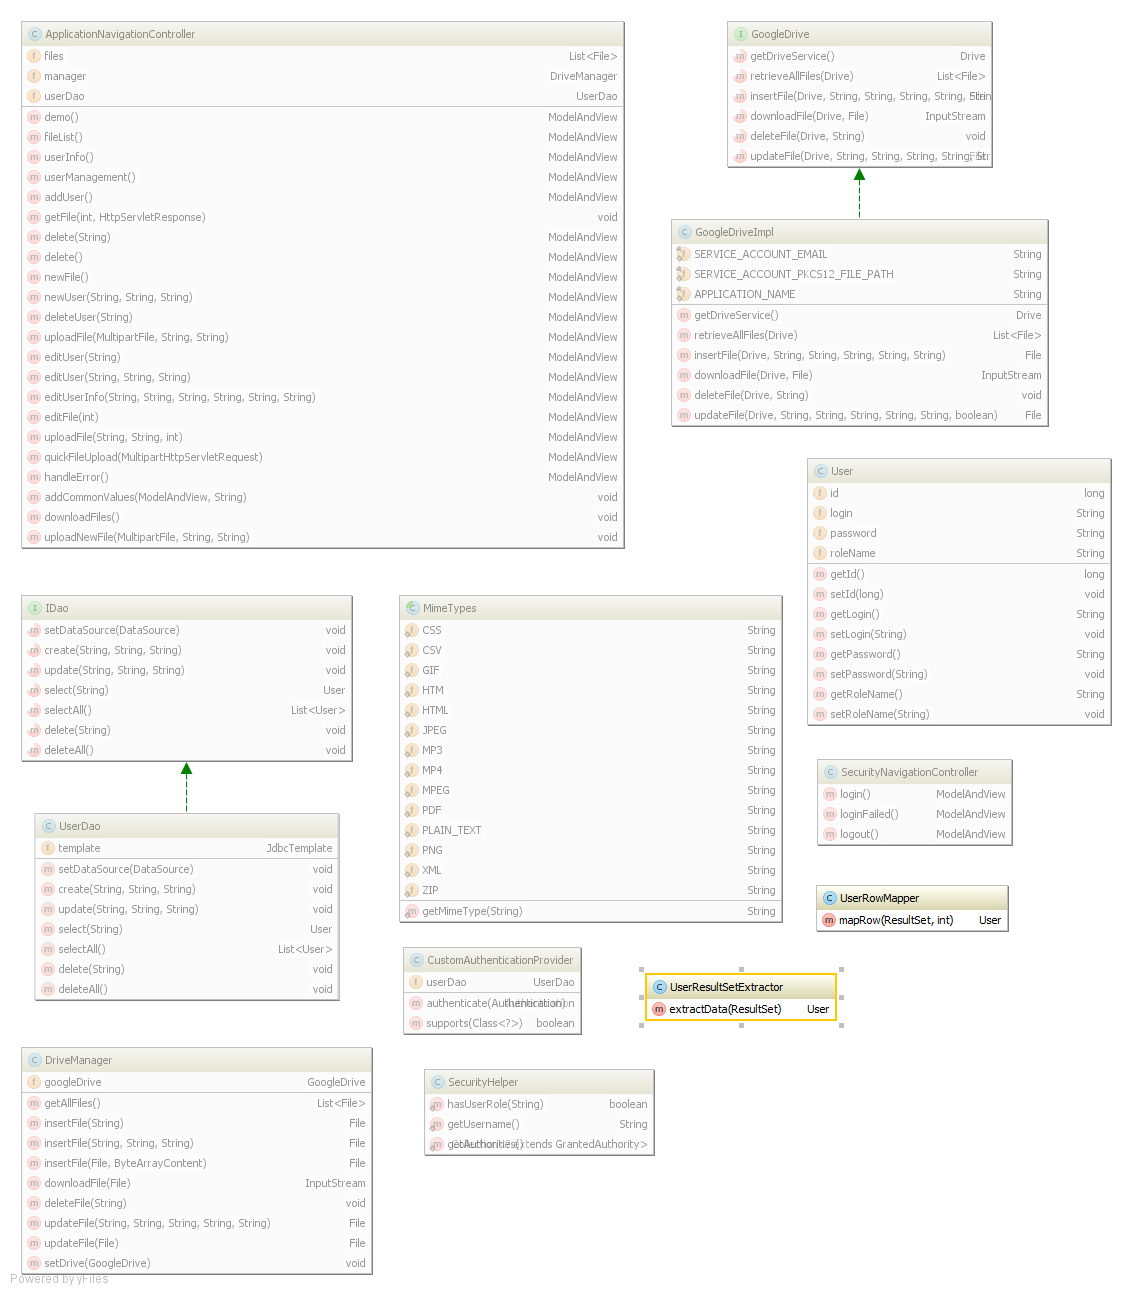 ApplicationNavigationController
files List<File>
manager DriveManager
userDao UserDao
demo() ModelAndView
fileList() ModelAndView
userInfo() ModelAndView
userManagement() ModelAndView
addUser() ModelAndView
getFile(int, HttpServletResponse) void
delete(String) ModelAndView
delete() ModelAndView
newFile() ModelAndView
newUser(String, String, String) ModelAndView
deleteUser(String) ModelAndView
uploadFile(MultipartFile, String, String) ModelAndView
editUser(String) ModelAndView
editUser(String, String, String) ModelAndView
editUserInfo(String, String, String, String, String, String) ModelAndView
editFile(int) ModelAndView
uploadFile(String, String, int) ModelAndView
quickFileUpload(MultipartHttpServletRequest) ModelAndView
handleError() ModelAndView
addCommonValues(ModelAndView, String) void
downloadFiles() void
uploadNewFile(MultipartFile, String, String) void
GoogleDrive
getDriveService() Drive
retrieveAllFiles(Drive) List<File>
insertFile(Drive, String, String, String, String,
downloadFile(Drive, File) InputStream
deleteFile(Drive, String) void
updateFile(Drive, String, String, String, String,
GoogleDriveImpl
SERVICE_ACCOUNT_EMAIL String
SERVICE_ACCOUNT_PKCS12_FILE_PATH String
APPLICATION_NAME String
getDriveService() Drive
retrieveAllFiles(Drive) List<File>
insertFile(Drive, String, String, String, String, String) File
downloadFile(Drive, File) InputStream
deleteFile(Drive, String) void
updateFile(Drive, String, String, String, String, String, boolean) File
User
id long
login String
password String
roleName String
getId() long
setId(long) void
getLogin() String
setLogin(String) void
getPassword() String
setPassword(String) void
getRoleName() String
setRoleName(String) void
IDao
setDataSource(DataSource) void
create(String, String, String) void
update(String, String, String) void
select(String) User
selectAll() List<User>
delete(String) void
deleteAll() void
MimeTypes
CSS String
CSV String
GIF String
HTM String
HTML String
JPEG String
MP3 String
MP4 String
MPEG String
PDF String
PLAIN_TEXT String
PNG String
XML String
ZIP String
getMimeType(String) String
SecurityNavigationController
login() ModelAndView
loginFailed() ModelAndView
logout() ModelAndView
UserDao
template JdbcTemplate
setDataSource(DataSource) void
create(String, String, String) void
update(String, String, String) void
select(String) User
selectAll() List<User>
delete(String) void
deleteAll() void
UserRowMapper
mapRow(ResultSet, int) User
CustomAuthenticationProvider
userDao UserDao
authenticate(Authentication)
supports(Class<?>) boolean
UserResultSetExtractor
extractData(ResultSet) User
DriveManager
googleDrive GoogleDrive
getAllFiles() List<File>
insertFile(String) File
insertFile(String, String, String) File
insertFile(File, ByteArrayContent) File
downloadFile(File) InputStream
deleteFile(String) void
updateFile(String, String, String, String, String) File
updateFile(File) File
setDrive(GoogleDrive) void
SecurityHelper
hasUserRole(String) boolean
getUsername() String
getAuthorities() extends GrantedAuthority>
Powered by yFiles